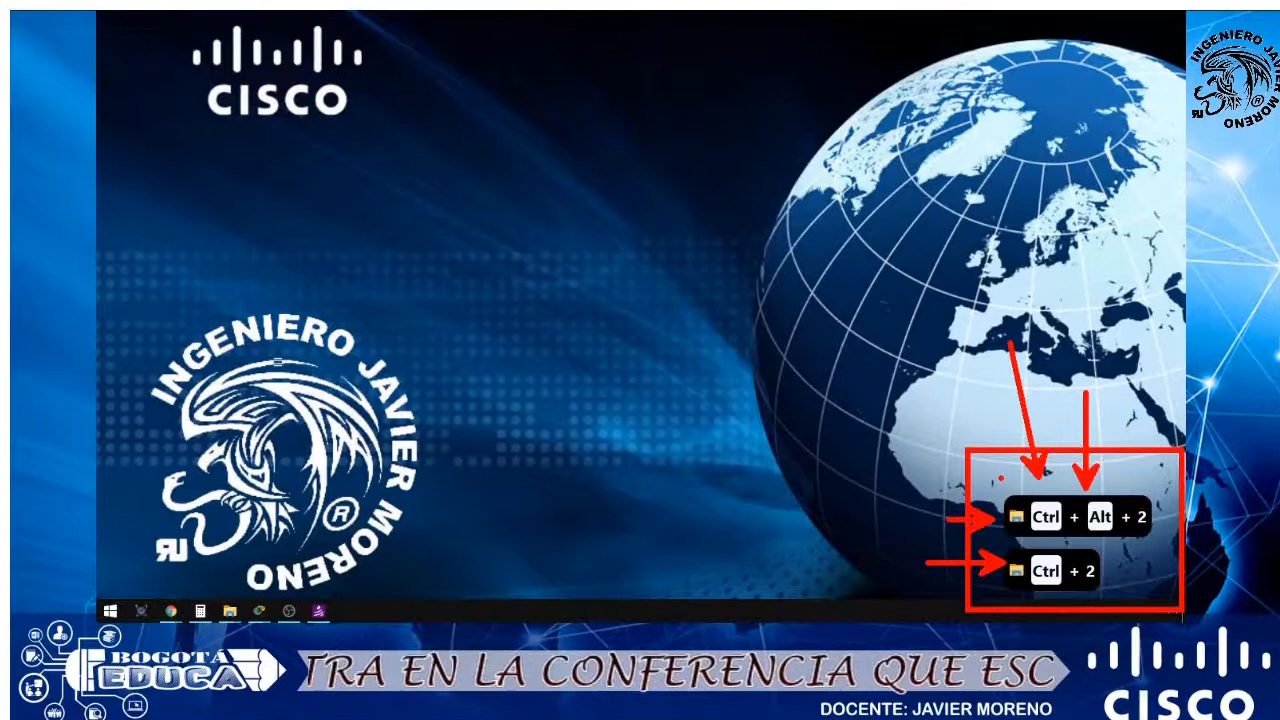 CISCO
INGENIERO JAVIER MORENO
R
INGENIERO JAVIER MORENO
®
Ctrl + Alt + 2
Ctrl + 2
BOGOTÁ
EDUCA
TRA EN LA CONFERENCIA QUE ESC
DOCENTE: JAVIER MORENO
CISCO